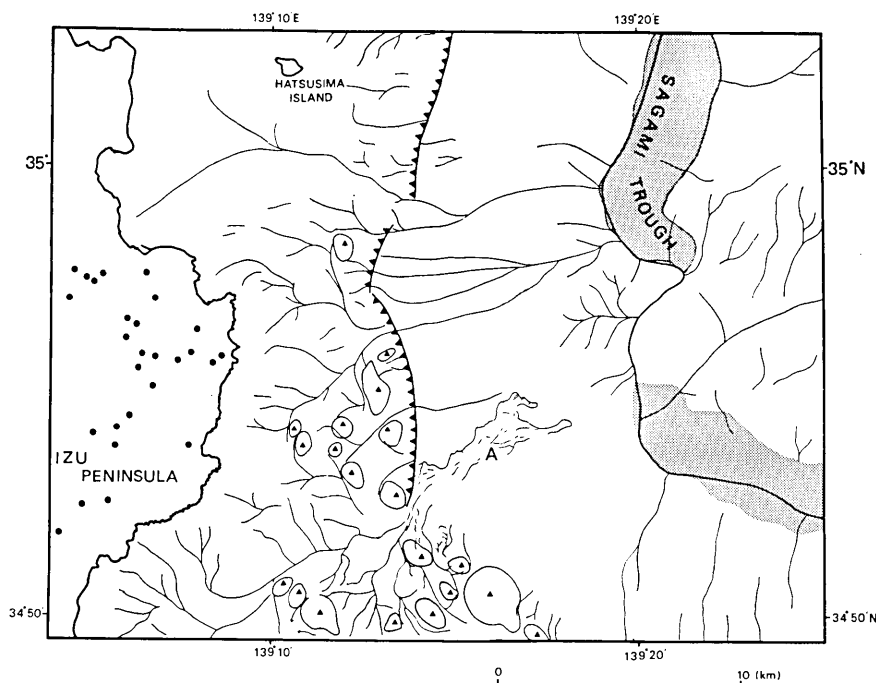 139°10'E
139°20'E
HATSUSIMA
ISLAND
SAGAMI
TROUGH
35°
35°N
A
IZU
PENINSULA
34°50'
34°50'N
139°10'
139°20'
0
10 (km)